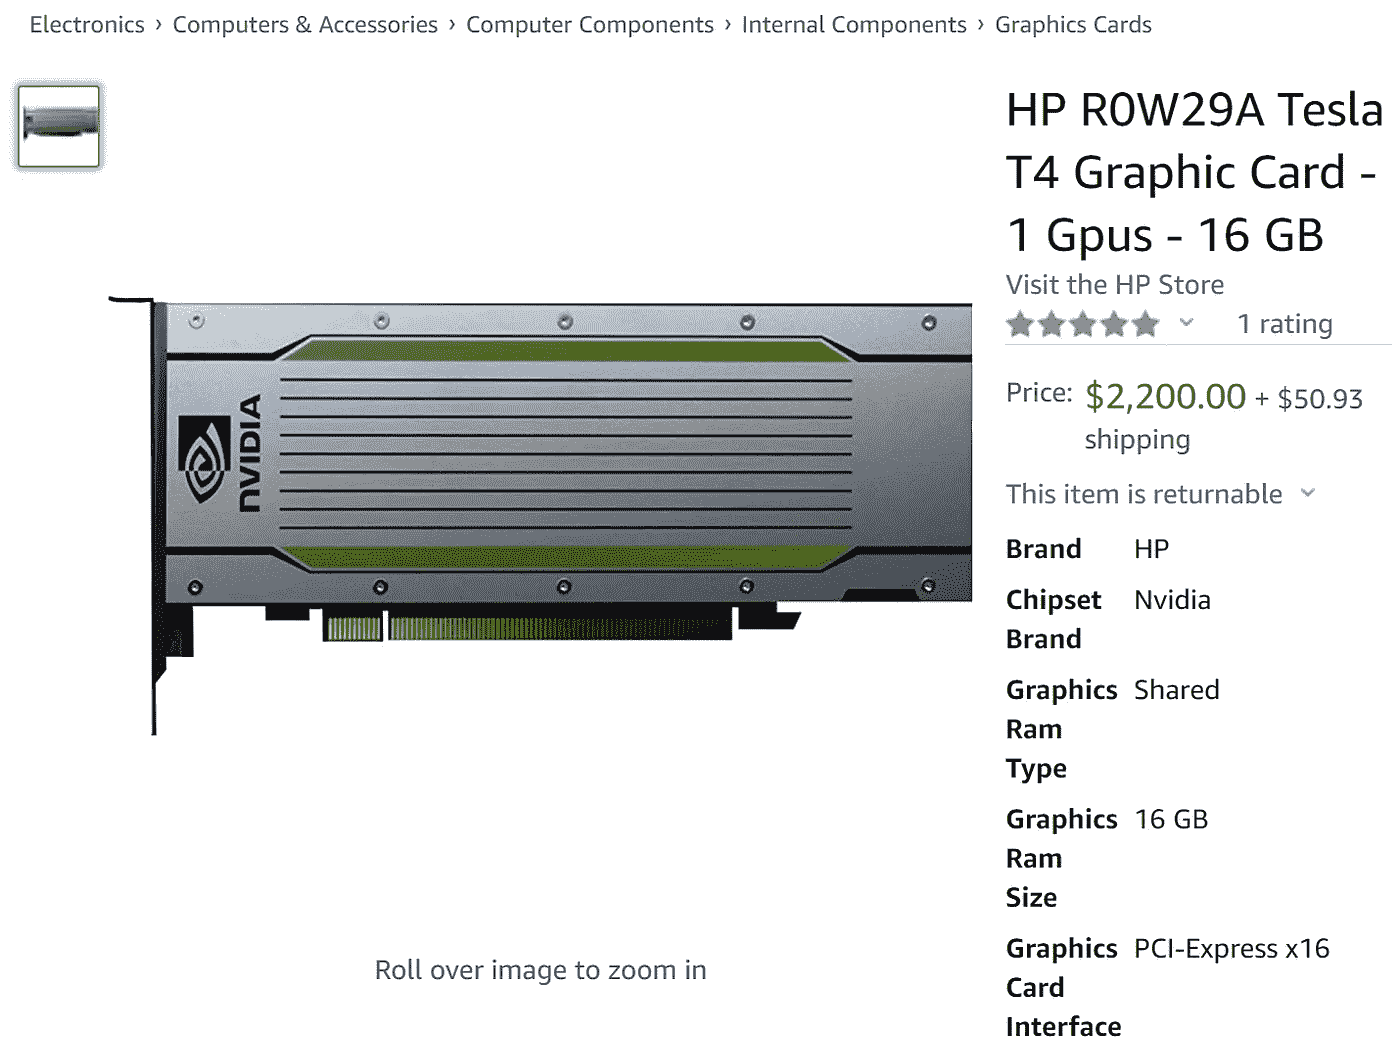 Electronics › Computers & Accessories › Computer Components › Internal Components › Graphics Cards
HP R0W29A Tesla
T4 Graphic Card -
1 Gpus - 16 GB
Visit the HP Store
1 rating
Price: $2,200.00 + $50.93
shipping
This item is returnable
Brand HP
Chipset Nvidia
Brand
Graphics Shared
Ram
Type
Graphics 16 GB
Ram
Size
Graphics PCI-Express x16
Card
Interface
NVIDIA
Roll over image to zoom in